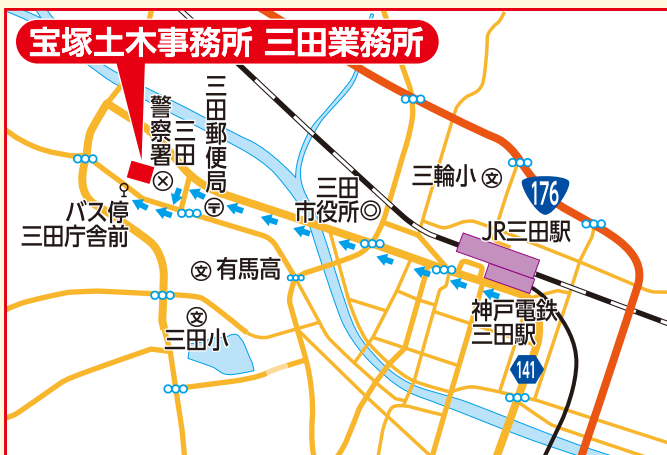 宝塚土木事務所 三田業務所
三田郵便局
三田
警察署
三田
市役所
三輪小
文
176
JR三田駅
バス停
三田庁舎前
文
有馬高
神戸電鉄
三田駅
文
三田小
141